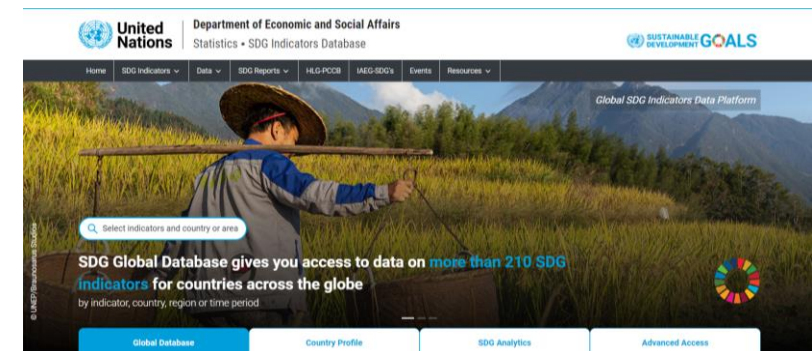 United Nations
Department of Economic and Social Affairs
Statistics • SDG Indicators Database
SUSTAINABLE DEVELOPMENT GOALS
Home SDG Indicators Data SDG Reports HLG-PCCB IAEG-SDG's Events Resources
Global SDG Indicators Data Platform
Select indicators and country or area
SDG Global Database gives you access to data on more than 210 SDG
indicators for countries across the globe
by indicator, country, region or time period
© UNEP/Braunosarus Studios
Global Database Country Profile SDG Analytics Advanced Access